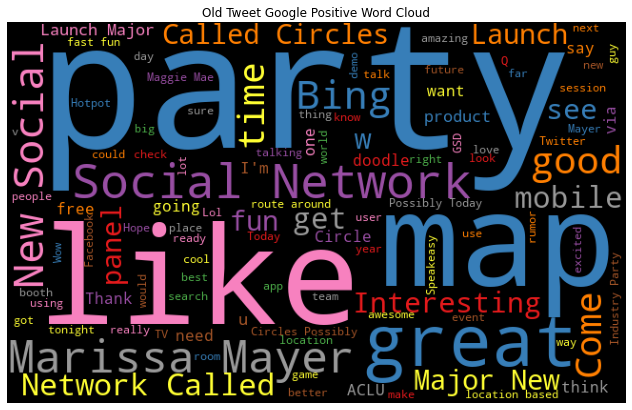 Old Tweet Google Positive Word Cloud
Launch Major
Called Circles
Launch
say
next
fast fun
day
amazing
guy
party
Maggie Mae
demo
talk
future
Q
far
new
Hotpot
time
Bing
want
session
New Social
sure
thing
know
product
see
via
v
big
one
W
GSD
Twitter
Mayer
could
check
world
doodle
right
love
look
talking
I'm
good
people
lot
Social Network
Possibly Today
mobile
free
going
route around
get
user
map
Wow
Facebook
panel
Lol
fun
Circle
use
rumor
excited
Hope
place
ready
Today
year
like
Speakeasy
come
Industry Party
cool
best
booth
Thank
search
app
team
Interesting
using
would
got
tonight
really
TV
need
u
Circles Possibly
awesome
event
location
great
way
Marissa Mayer
room
game
Network Called
better
ACLU
make
Major New
location based
think